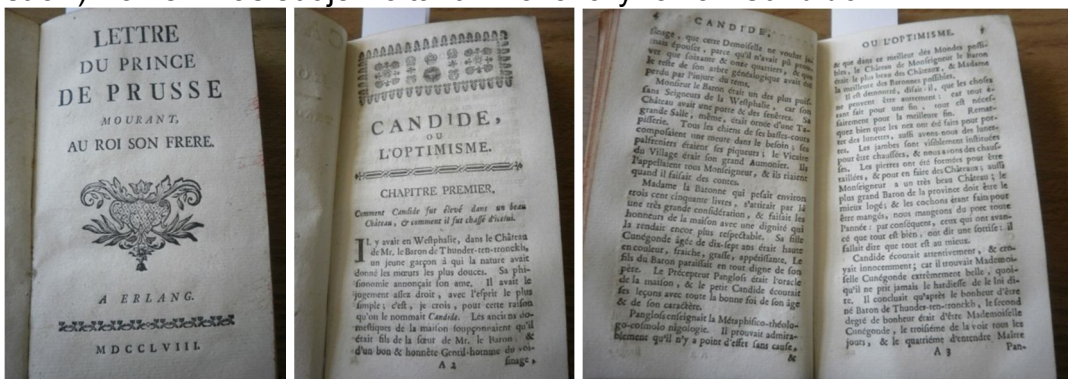 LETTRE
DU PRINCE
DE PRUSSE
MOURANT,
AU ROI SON FRERE.
A ERLANG.
MDCCLVIII.
CANDIDE,
OU
L'OPTIMISME.
CHAPITRE PREMIER.
Comment Candide fut élevé dans un beau
Château, & comment il fut chassé d'icelui.
IL y avait en Westphalie, dans le Château
de Mr. le Baron de Thunder-ten-tronckh,
un jeune garçon à qui la nature avait
donné les mœurs les plus douces. Sa phi-
sionomie annonçait son ame. Il avait le
jugement assez droit, avec l'esprit le plus
simple; c'est, je crois, pour cette raison
qu'on le nommait Candide. Les anciens do-
mestiques de la maison soupçonnaient qu'il
était fils de la sœur de Mr. le Baron, &
d'un bon & honnête Gentil-homme du voi-
A 2
sinage,
4
CANDIDE,
sinage, que cette Demoiselle ne voulut ja-
mais épouser, parce qu'il n'avait pû prou-
ver que soixante & onze quartiers, & que
le reste de son arbre généalogique avait été
perdu par l'injure du tems.
Monsieur le Baron était un des plus puis-
sans Seigneurs de la Westphalie, car son
Château avait une porte & des fenêtres. Sa
grande Salle, même, était ornée d'une Ta-
pisserie. Tous les chiens de ses basses-cours
composaient une meute dans le besoin; ses
palfreniers étaient ses piqueurs; le Vicaire
du Village était son grand Aumonier. Ils
l'appellaient tous Monseigneur, & ils riaient
quand il faisait des contes.
Madame la Baronne qui pesait environ
trois cent cinquante livres, s'attirait par là
une très grande considération, & faisait les
honneurs de la maison avec une dignité qui
la rendait encor plus respectable. Sa fille
Cunégonde âgée de dix-sept ans était haute
en couleur, fraiche, grasse, appétissante. Le
fils du Baron paraissait en tout digne de son
père. Le Précepteur Pangloss était l'oracle
de la maison, & le petit Candide écoutait
ses leçons avec toute la bonne foi de son âge
& de son caractère.
Pangloss enseignait la Métaphisico-théolo-
go-cosmolo nigologie. Il prouvait admira-
blement qu'il n'y a point d'effet sans cause,
&
OU L'OPTIMISME.
& que dans ce meilleur des Mondes possi-
bles, le Château de Monseigneur le Baron
était le plus beau des Châteaux, & Madame
la meilleure des Baronnes possibles.
Il est démontré, disait-il, que les choses
ne peuvent être autrement: car tout é-
tant fait pour une fin, tout est néces-
sairement pour la meilleure fin. Remar-
quez bien que les nez ont été faits pour por-
ter des lunettes, aussi avons nous des lunet-
tes. Les jambes sont visiblement instituées
pour être chaussées, & nous avons des chaus-
ses. Les pierres ont été formées pour être
taillées, & pour en faire des Châteaux; aussi
Monseigneur a un très beau Château; le
plus grand Baron de la province doit être le
mieux logé; & les cochons étant faits pour
être mangés, nous mangeons du porc toute
l'année: par conséquent, ceux qui ont avan-
cé que tout est bien, ont dit une sottise: il
fallait dire que tout est au mieux.
Candide écoutait attentivement, & cro-
yait innocemment; car il trouvait Mademoi-
selle Cunégonde extrèmement belle, quoi-
qu'il ne prit jamais la hardiesse de le lui di-
re. Il concluait qu'après le bonheur d'être
né Baron de Thunder-ten-tronckh, le second
degré de bonheur était d'être Mademoiselle
Cunégonde, le troisième de la voir tous les
jours, & le quatrième d'entendre Maître
A 3
Pan-